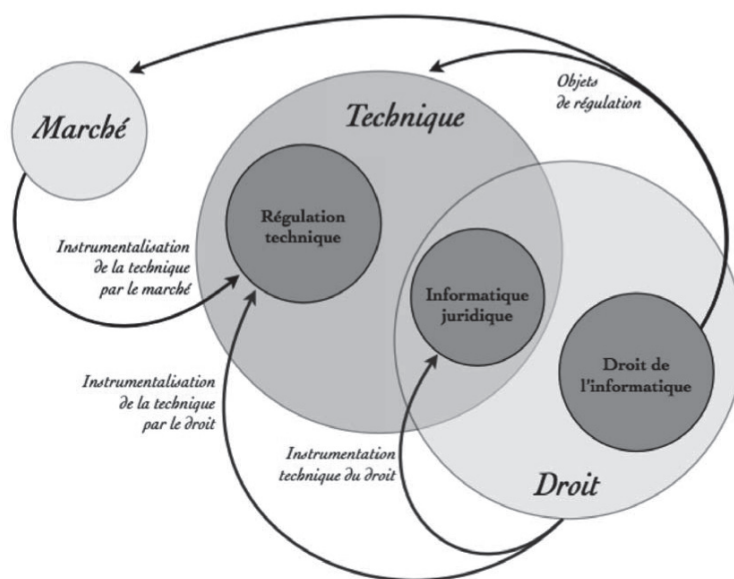 Objets
de régulation
Marché
Technique
Régulation
technique
Instrumentalisation
de la technique
par le marché
Informatique
juridique
Droit de
l'informatique
Instrumentalisation
de la technique
par le droit
Instrumentation
technique du droit
Droit